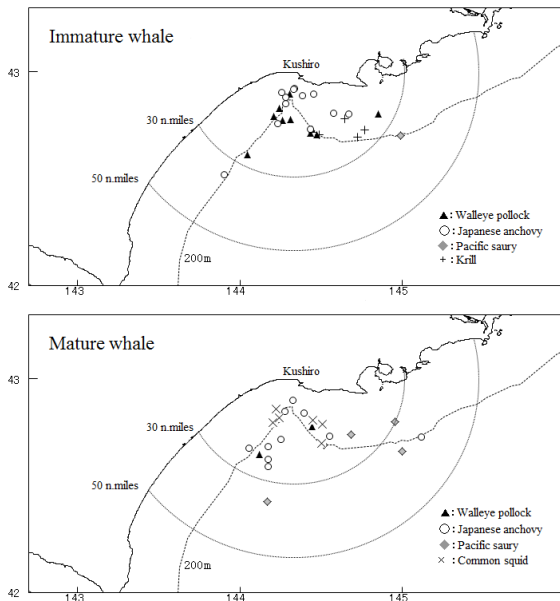 Immature whale
Kushiro
43
30 n.miles
50 n.miles
▲: Walleye pollock
○: Japanese anchovy
◆: Pacific saury
+: Krill
200m
42
143
144
145
Mature whale
Kushiro
43
30 n.miles
50 n.miles
▲: Walleye pollock
○: Japanese anchovy
◆: Pacific saury
×: Common squid
200m
42
143
144
145